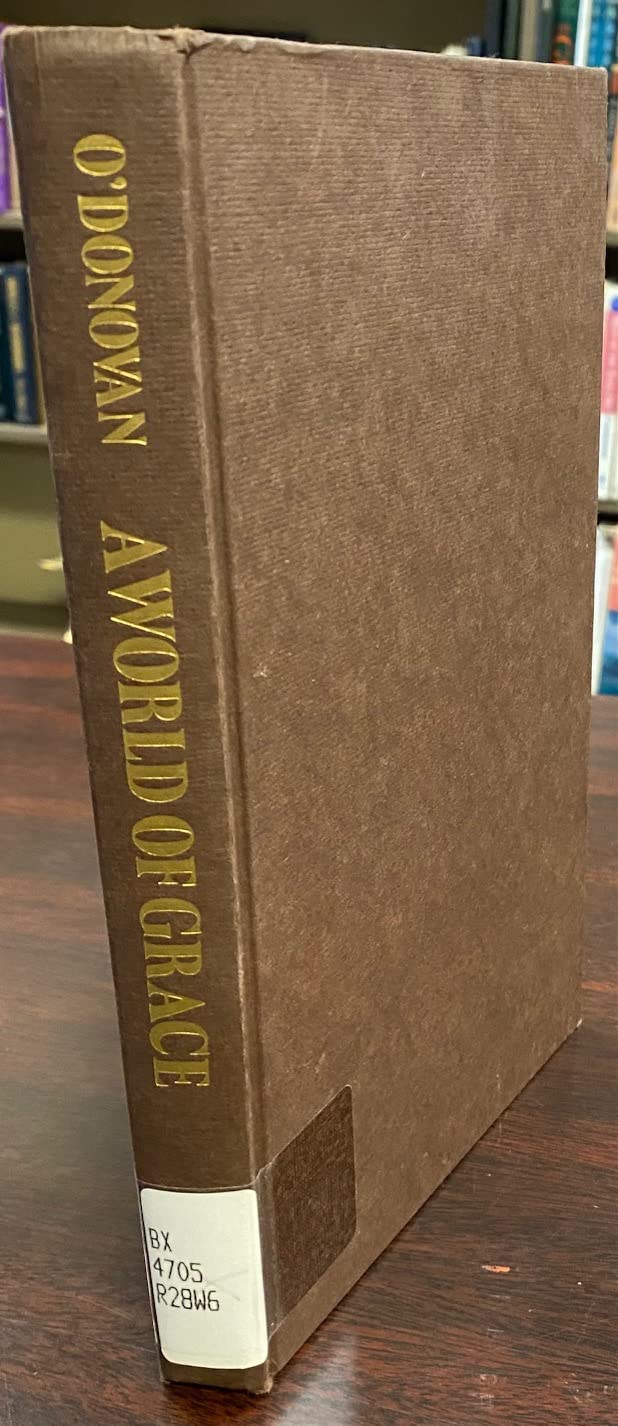 O'DONOVAN A WORLD OF GRACE
BX
4705
R28W6